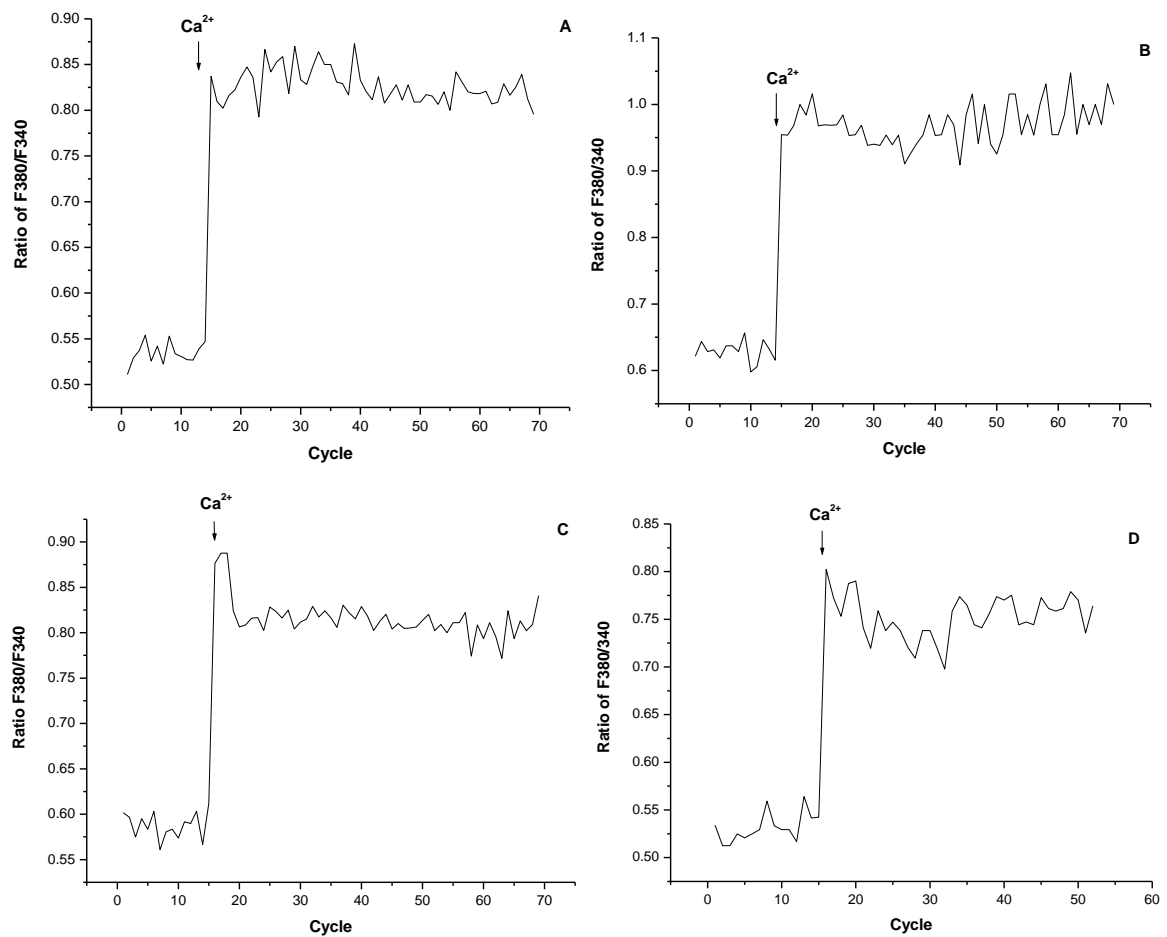 A
Ca2+
Ratio of F380/F340
0.90
0.85
0.80
0.75
0.70
0.65
0.60
0.55
0.50
0 10 20 30 40 50 60 70
Cycle
B
Ca2+
Ratio of F380/340
1.1
1.0
0.9
0.8
0.7
0.6
0 10 20 30 40 50 60 70
Cycle
C
Ca2+
Ratio F380/F340
0.90
0.85
0.80
0.75
0.70
0.65
0.60
0.55
0 10 20 30 40 50 60 70
Cycle
D
Ca2+
Ratio of F380/340
0.85
0.80
0.75
0.70
0.65
0.60
0.55
0.50
0 10 20 30 40 50 60
Cycle